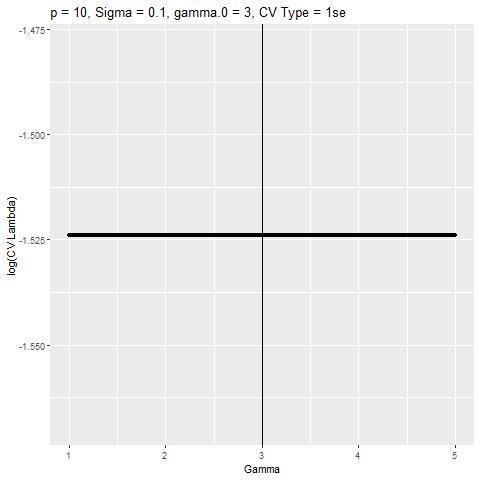 p = 10, Sigma = 0.1, gamma.0 = 3, CV Type = 1se
-1.475
-1.500
-1.525
-1.550
log(CV Lambda)
1 2 3 4 5
Gamma